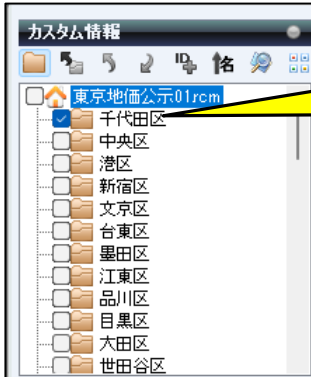 カスタム情報
ID
名
東京地価公示01rcm
千代田区
中央区
港区
新宿区
文京区
台東区
墨田区
江東区
品川区
目黒区
大田区
世田谷区